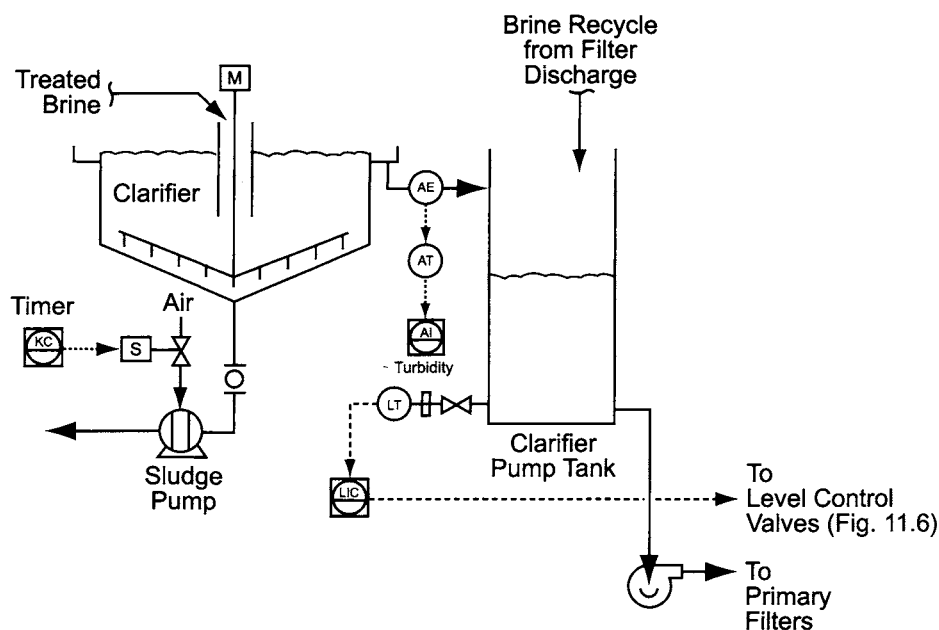 Brine Recycle
from Filter
Discharge
Treated
Brine
M
Clarifier
AE
AT
AI
Turbidity
Timer
KC
S
Air
Sludge
Pump
LT
LIC
Clarifier
Pump Tank
To
Level Control
Valves (Fig. 11.6)
To
Primary
Filters